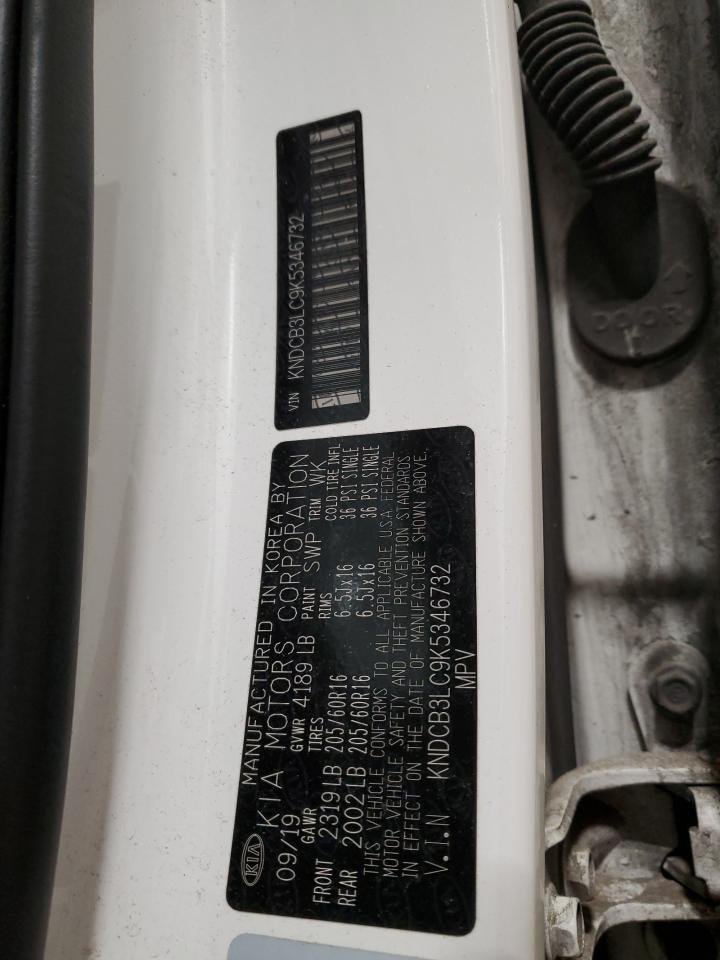 VIN KNDCB3LC9K5346732
KIA
MANUFACTURED IN KOREA BY
KIA MOTORS CORPORATION
09/19 GVWR 4189 LB PAINT SWP TRIM WK
GAWR TIRES RIMS COLD TIRE INFL
FRONT 2319LB 205/60R16 6.5Jx16 36 PSI SINGLE
REAR 2002LB 205/60R16 6.5Jx16 36 PSI SINGLE
THIS VEHICLE CONFORMS TO ALL APPLICABLE U.S.A. FEDERAL
MOTOR VEHICLE SAFETY AND THEFT PREVENTION STANDARDS
IN EFFECT ON THE DATE OF MANUFACTURE SHOWN ABOVE.
V.I.N KNDCB3LC9K5346732
MPV
DOOR